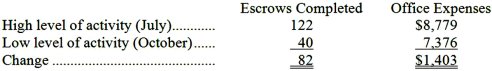 Escrows Completed Office Expenses
High level of activity (July)............ 122 $8,779
Low level of activity (October)...... 40 7,376
Change ........................................... 82 $1,403